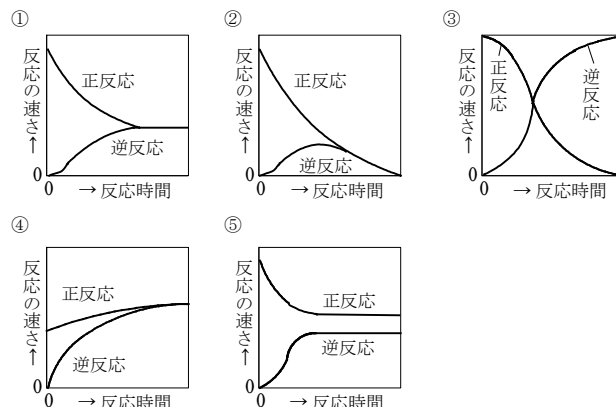 ①
反応の速さ→
正反応
逆反応
0
0 → 反応時間
②
反応の速さ→
正反応
逆反応
0
0 → 反応時間
③
反応の速さ→
正反応
逆反応
0
0 → 反応時間
④
反応の速さ→
正反応
逆反応
0
0 → 反応時間
⑤
反応の速さ→
正反応
逆反応
0
0 → 反応時間